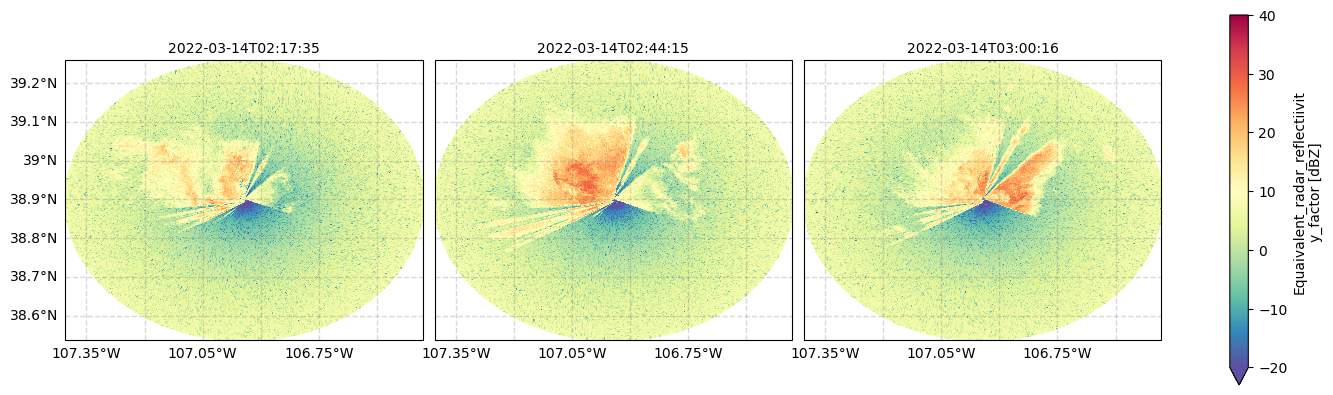 2022-03-14T02:17:35
2022-03-14T02:44:15
2022-03-14T03:00:16
39.2°N
39.1°N
39°N
38.9°N
38.8°N
38.7°N
38.6°N
107.35°W 107.05°W 106.75°W
107.35°W 107.05°W 106.75°W
107.35°W 107.05°W 106.75°W
40
30
20
10
0
−10
−20
Equaivalent_radar_reflectiivit
y_factor [dBZ]